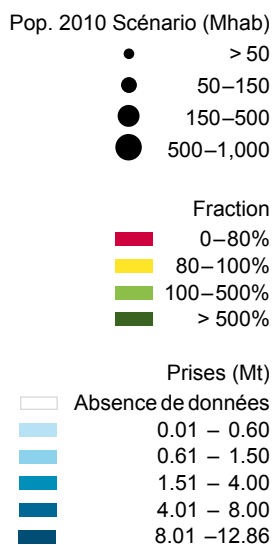 Pop. 2010 Scénario (Mhab)
> 50
50–150
150–500
500–1,000
Fraction
0–80%
80–100%
100–500%
> 500%
Prises (Mt)
Absence de données
0.01 – 0.60
0.61 – 1.50
1.51 – 4.00
4.01 – 8.00
8.01 –12.86